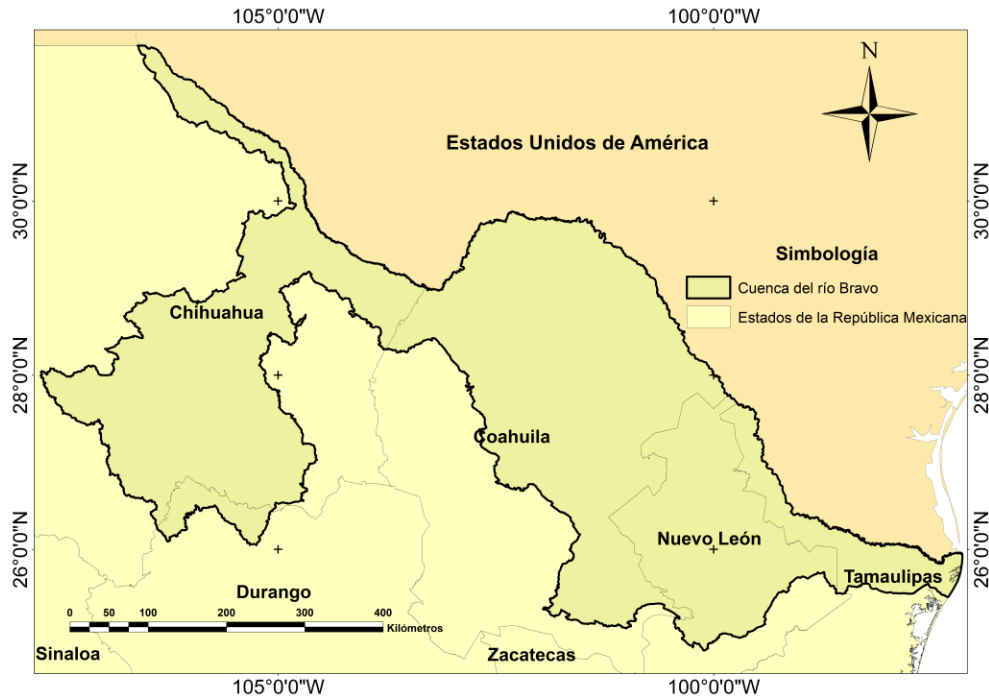 105°0'0"W 100°0'0"W
N
Estados Unidos de América
30°0'0"N 30°0'0"N
Simbología
Cuenca del río Bravo
Estados de la República Mexicana
Chihuahua
28°0'0"N 28°0'0"N
Coahuila
Nuevo León
26°0'0"N 26°0'0"N
Tamaulipas
Durango
0 50 100 200 300 400
Kilómetros
Sinaloa
Zacatecas
105°0'0"W 100°0'0"W